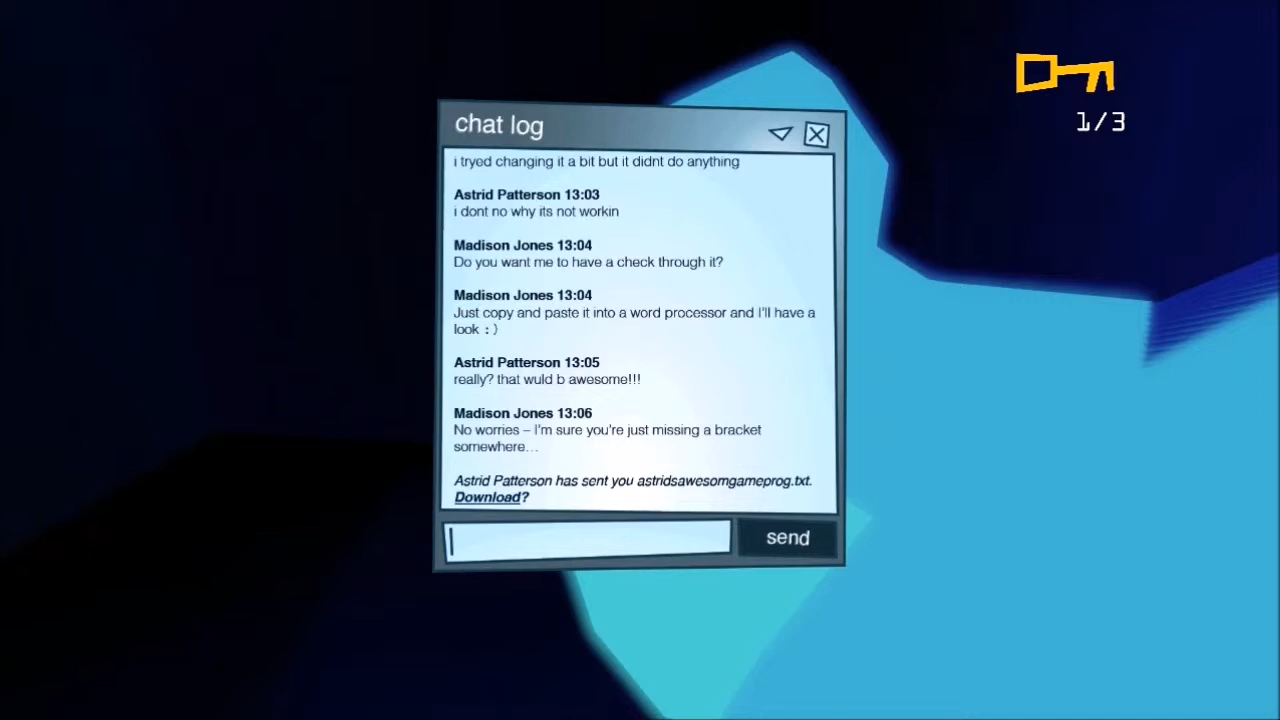 1/3
chat log
i tryed changing it a bit but it didnt do anything
Astrid Patterson 13:03
i dont no why its not workin
Madison Jones 13:04
Do you want me to have a check through it?
Madison Jones 13:04
Just copy and paste it into a word processor and I'll have a
look : )
Astrid Patterson 13:05
really? that wuld b awesome!!!
Madison Jones 13:06
No worries – I'm sure you're just missing a bracket
somewhere…
Astrid Patterson has sent you astridsawesomgameprog.txt.
Download?
send